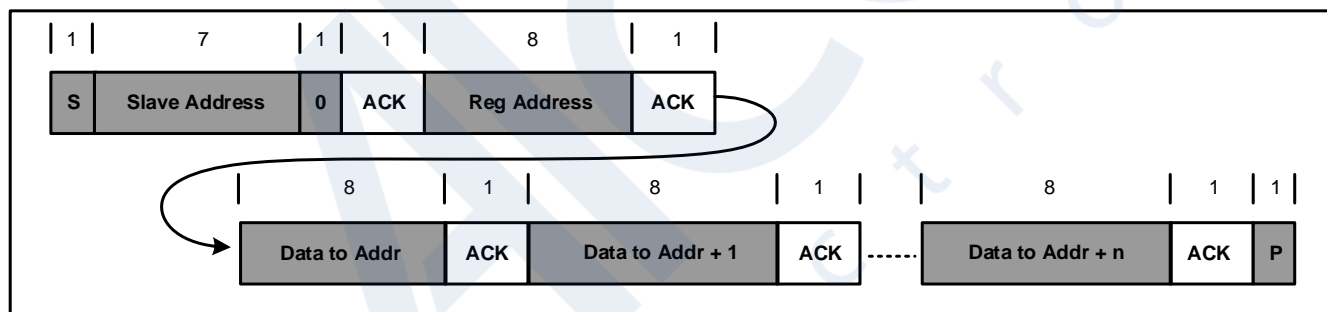 1 7 1 1 8 1
S Slave Address 0 ACK Reg Address ACK
8 1 8 1 8 1 1
Data to Addr ACK Data to Addr + 1 ACK Data to Addr + n ACK P